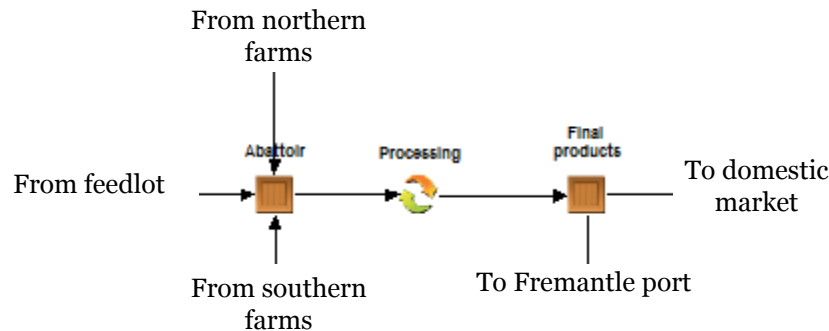 From northern
farms
Abattoir
Processing
Final
products
From feedlot
To domestic
market
From southern
farms
To Fremantle port